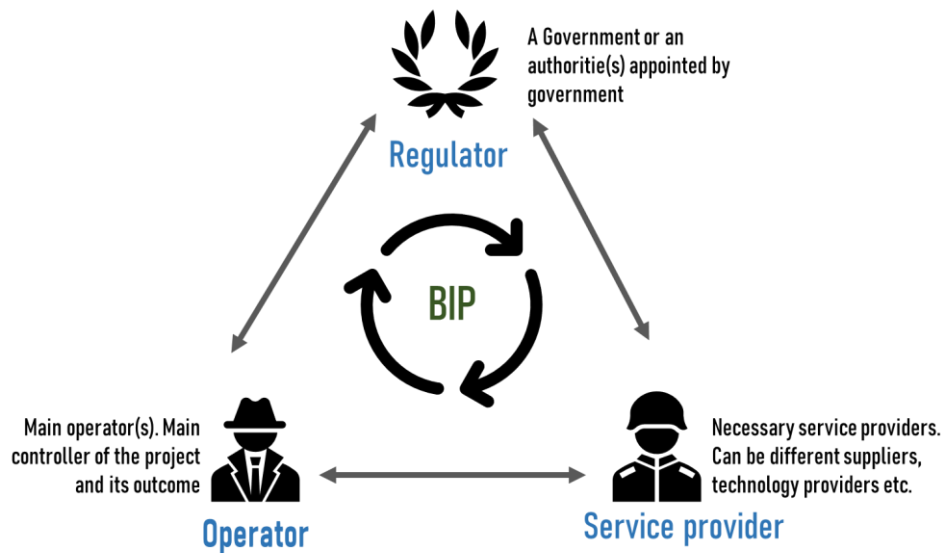 A Government or an
authoritie(s) appointed by
government
Regulator
BIP
Main operator(s). Main
controller of the project
and its outcome
Operator
Necessary service providers.
Can be different suppliers,
technology providers etc.
Service provider